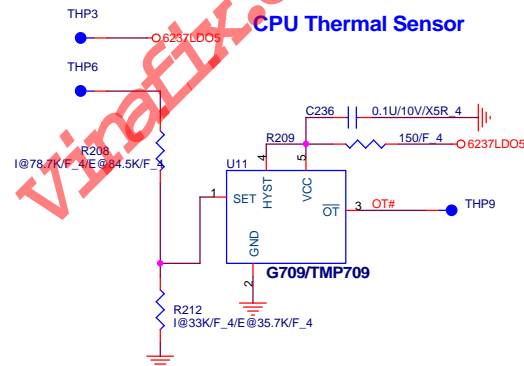 THP3
6237LDO5
CPU Thermal Sensor
THP6
C236
0.1U/10V/X5R_4
R208
I@78.7K/F_4/E@84.5K/F_4
R209
150/F_4
6237LDO5
U11
4
5
1
SET
HYST
VCC
OT
3
OT#
THP9
GND
2
G709/TMP709
R212
I@33K/F_4/E@35.7K/F_4
vinafix.com